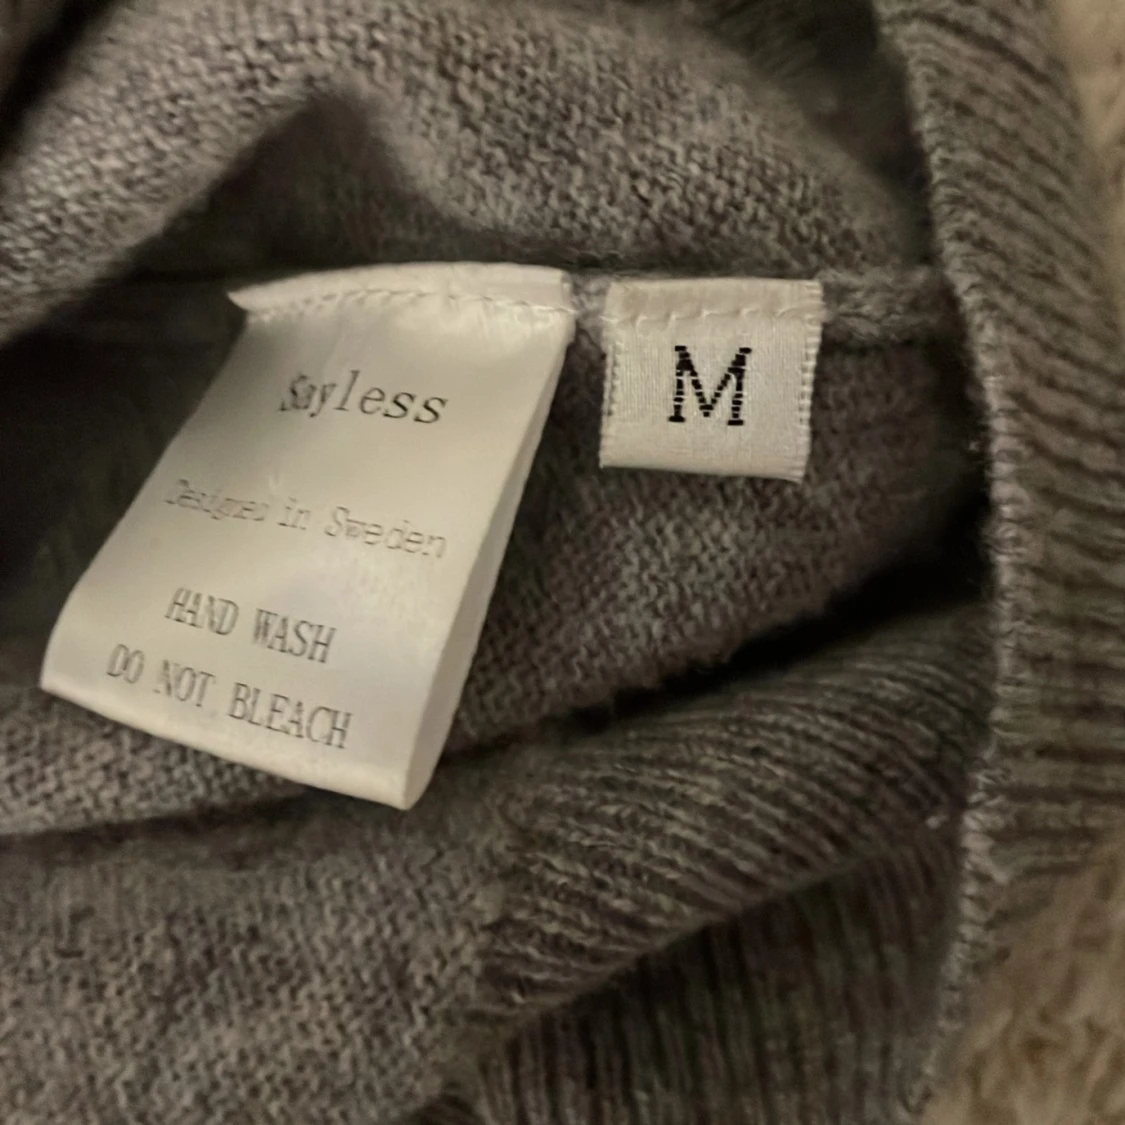 Sayless
Designed in Sweden
HAND WASH
DO NOT BLEACH
M